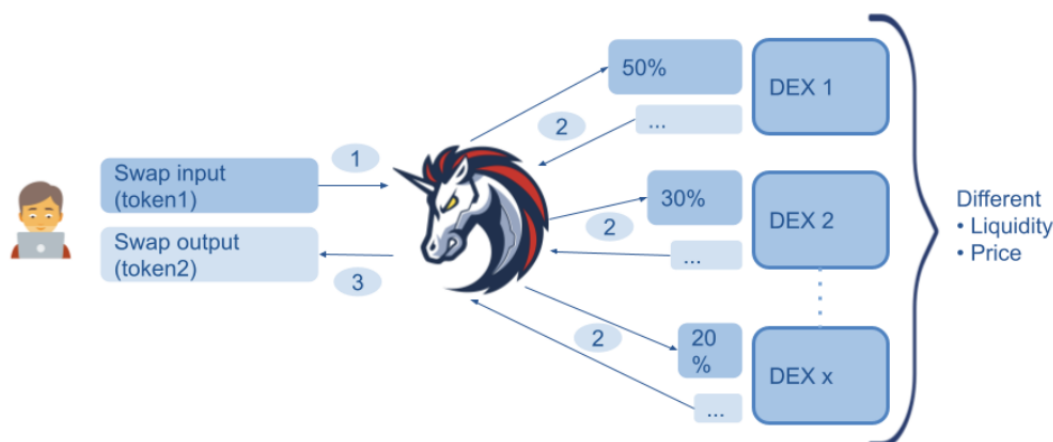 Swap input
(token1)
Swap output
(token2)
1
3
2
50%
...
DEX 1
2
30%
...
DEX 2
2
20
%
...
DEX x
Different
• Liquidity
• Price